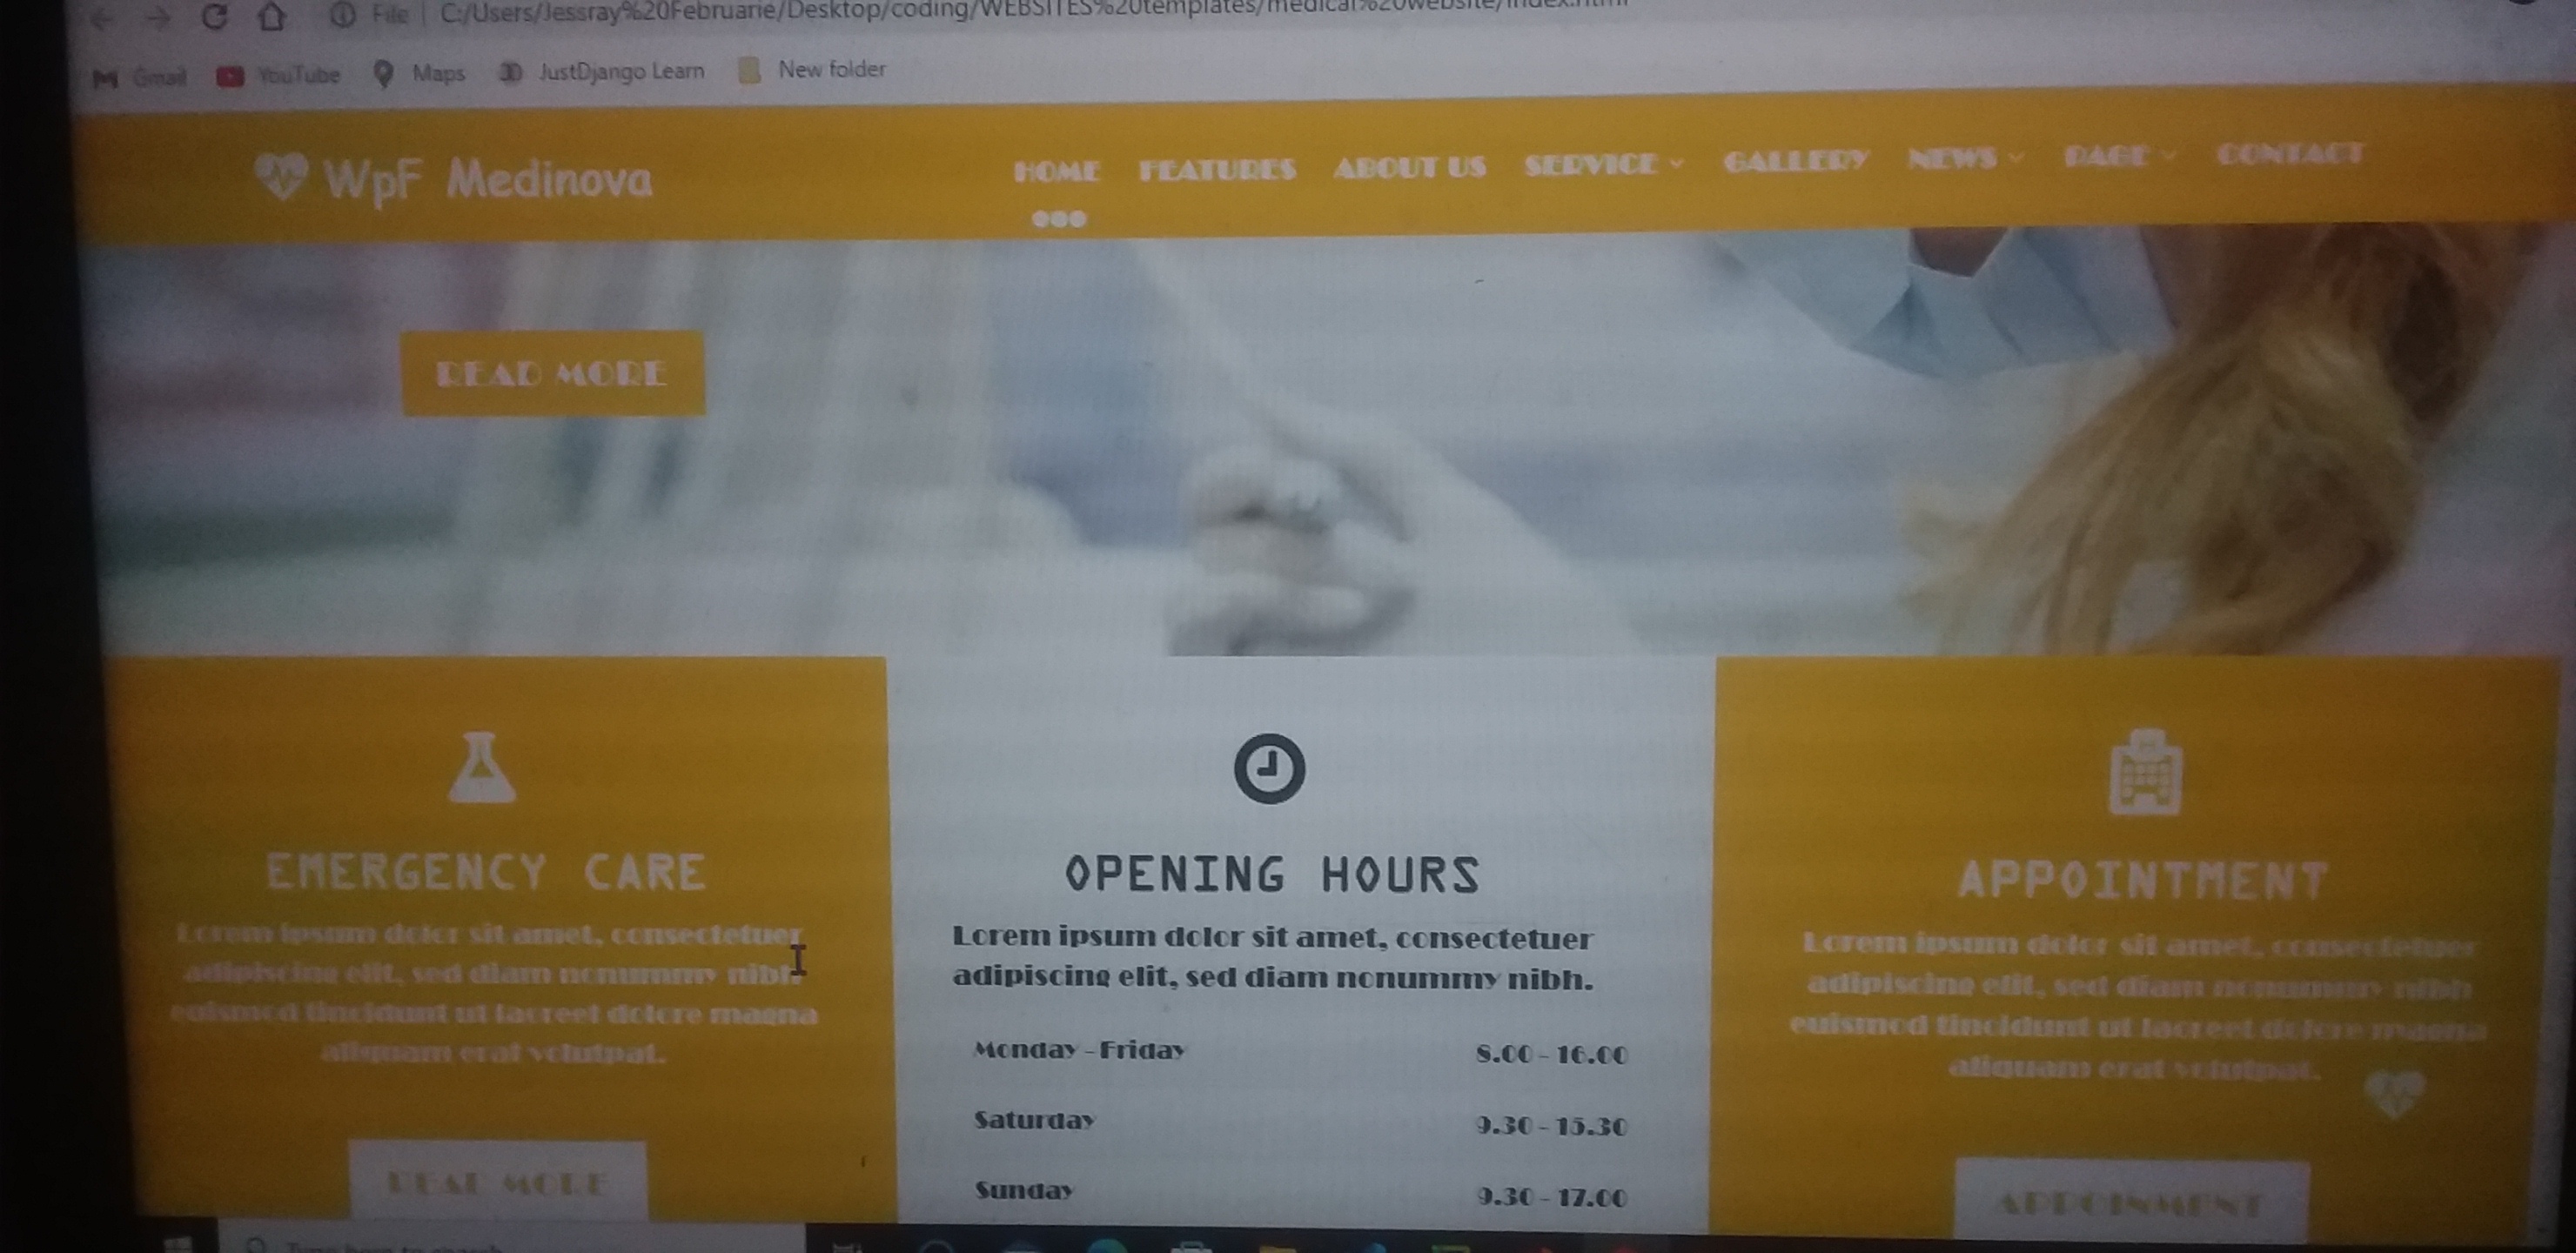 File | C:/Users/Jessray%20Februarie/Desktop/coding/WEBSITES%20templates/medical%20website/index.html
Gmail YouTube Maps JustDjango Learn New folder
WpF Medinova HOME FEATURES ABOUT US SERVICE GALLERY NEWS PAGE CONTACT
READ MORE
EMERGENCY CARE
Lorem ipsum dolor sit amet, consectetuer
adipiscing elit, sed diam nonummy nibh
euismod tincidunt ut laoreet dolore magna
aliquam erat volutpat.
READ MORE
OPENING HOURS
Lorem ipsum dolor sit amet, consectetuer
adipiscing elit, sed diam nonummy nibh.
Monday - Friday 8.00 - 16.00
Saturday 9.30 - 15.30
Sunday 9.30 - 17.00
APPOINTMENT
Lorem ipsum dolor sit amet, consectetuer
adipiscing elit, sed diam nonummy nibh
euismod tincidunt ut laoreet dolore magna
aliquam erat volutpat.
APPOINMENT
Type here to search